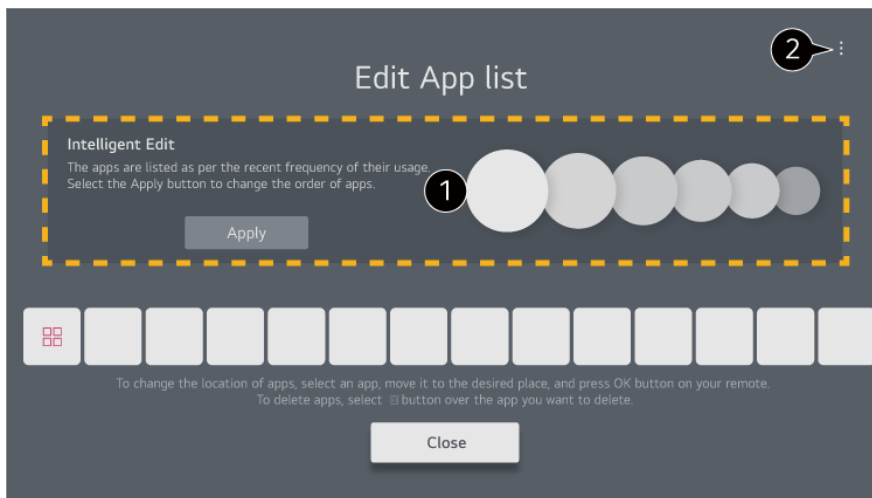 2
Edit App list
Intelligent Edit
The apps are listed as per the recent frequency of their usage.
Select the Apply button to change the order of apps.
1
Apply
To change the location of apps, select an app, move it to the desired place, and press OK button on your remote.
To delete apps, select button over the app you want to delete.
Close